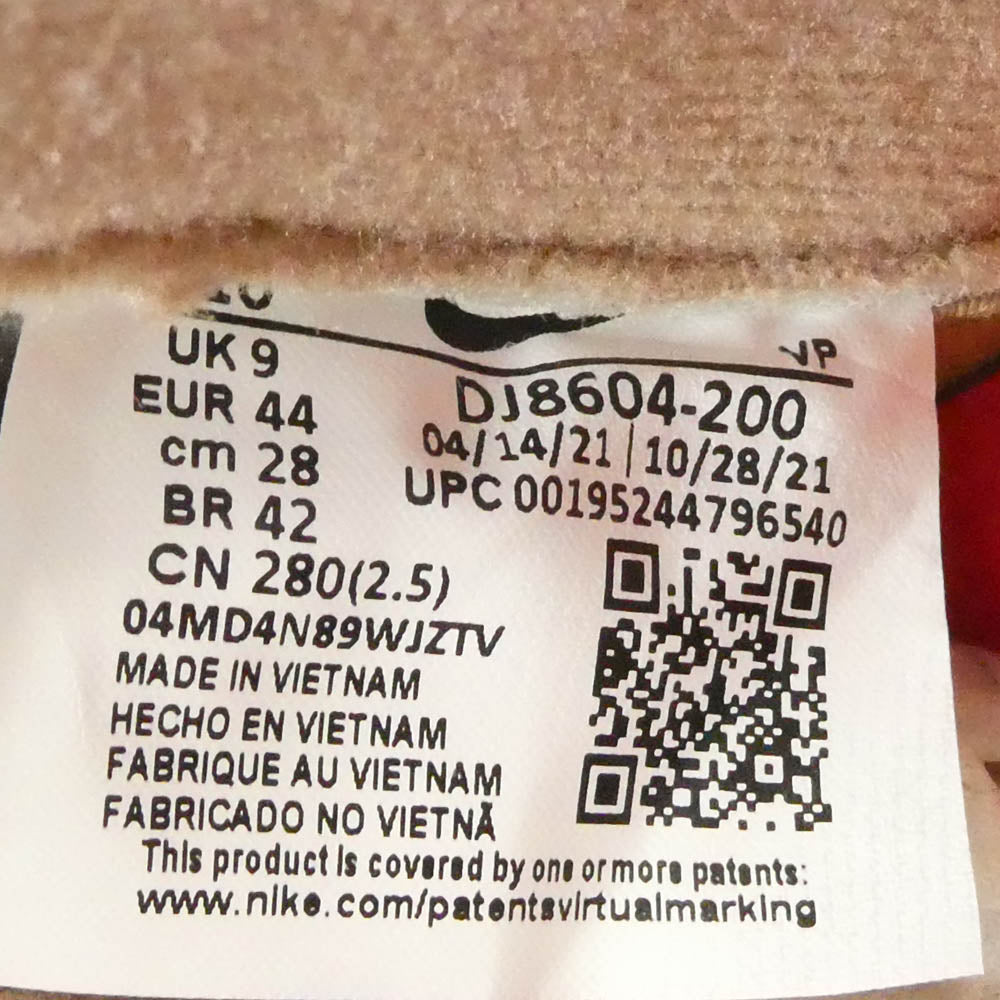 10
UK 9
EUR 44
cm 28
BR 42
CN 280(2.5)
04MD4N89WJZTV
MADE IN VIETNAM
HECHO EN VIETNAM
FABRIQUE AU VIETNAM
FABRICADO NO VIETNÃ
VP
DJ8604-200
04/14/21 | 10/28/21
UPC 00195244796540
This product is covered by one or more patents:
www.nike.com/patentsvirtualmarking